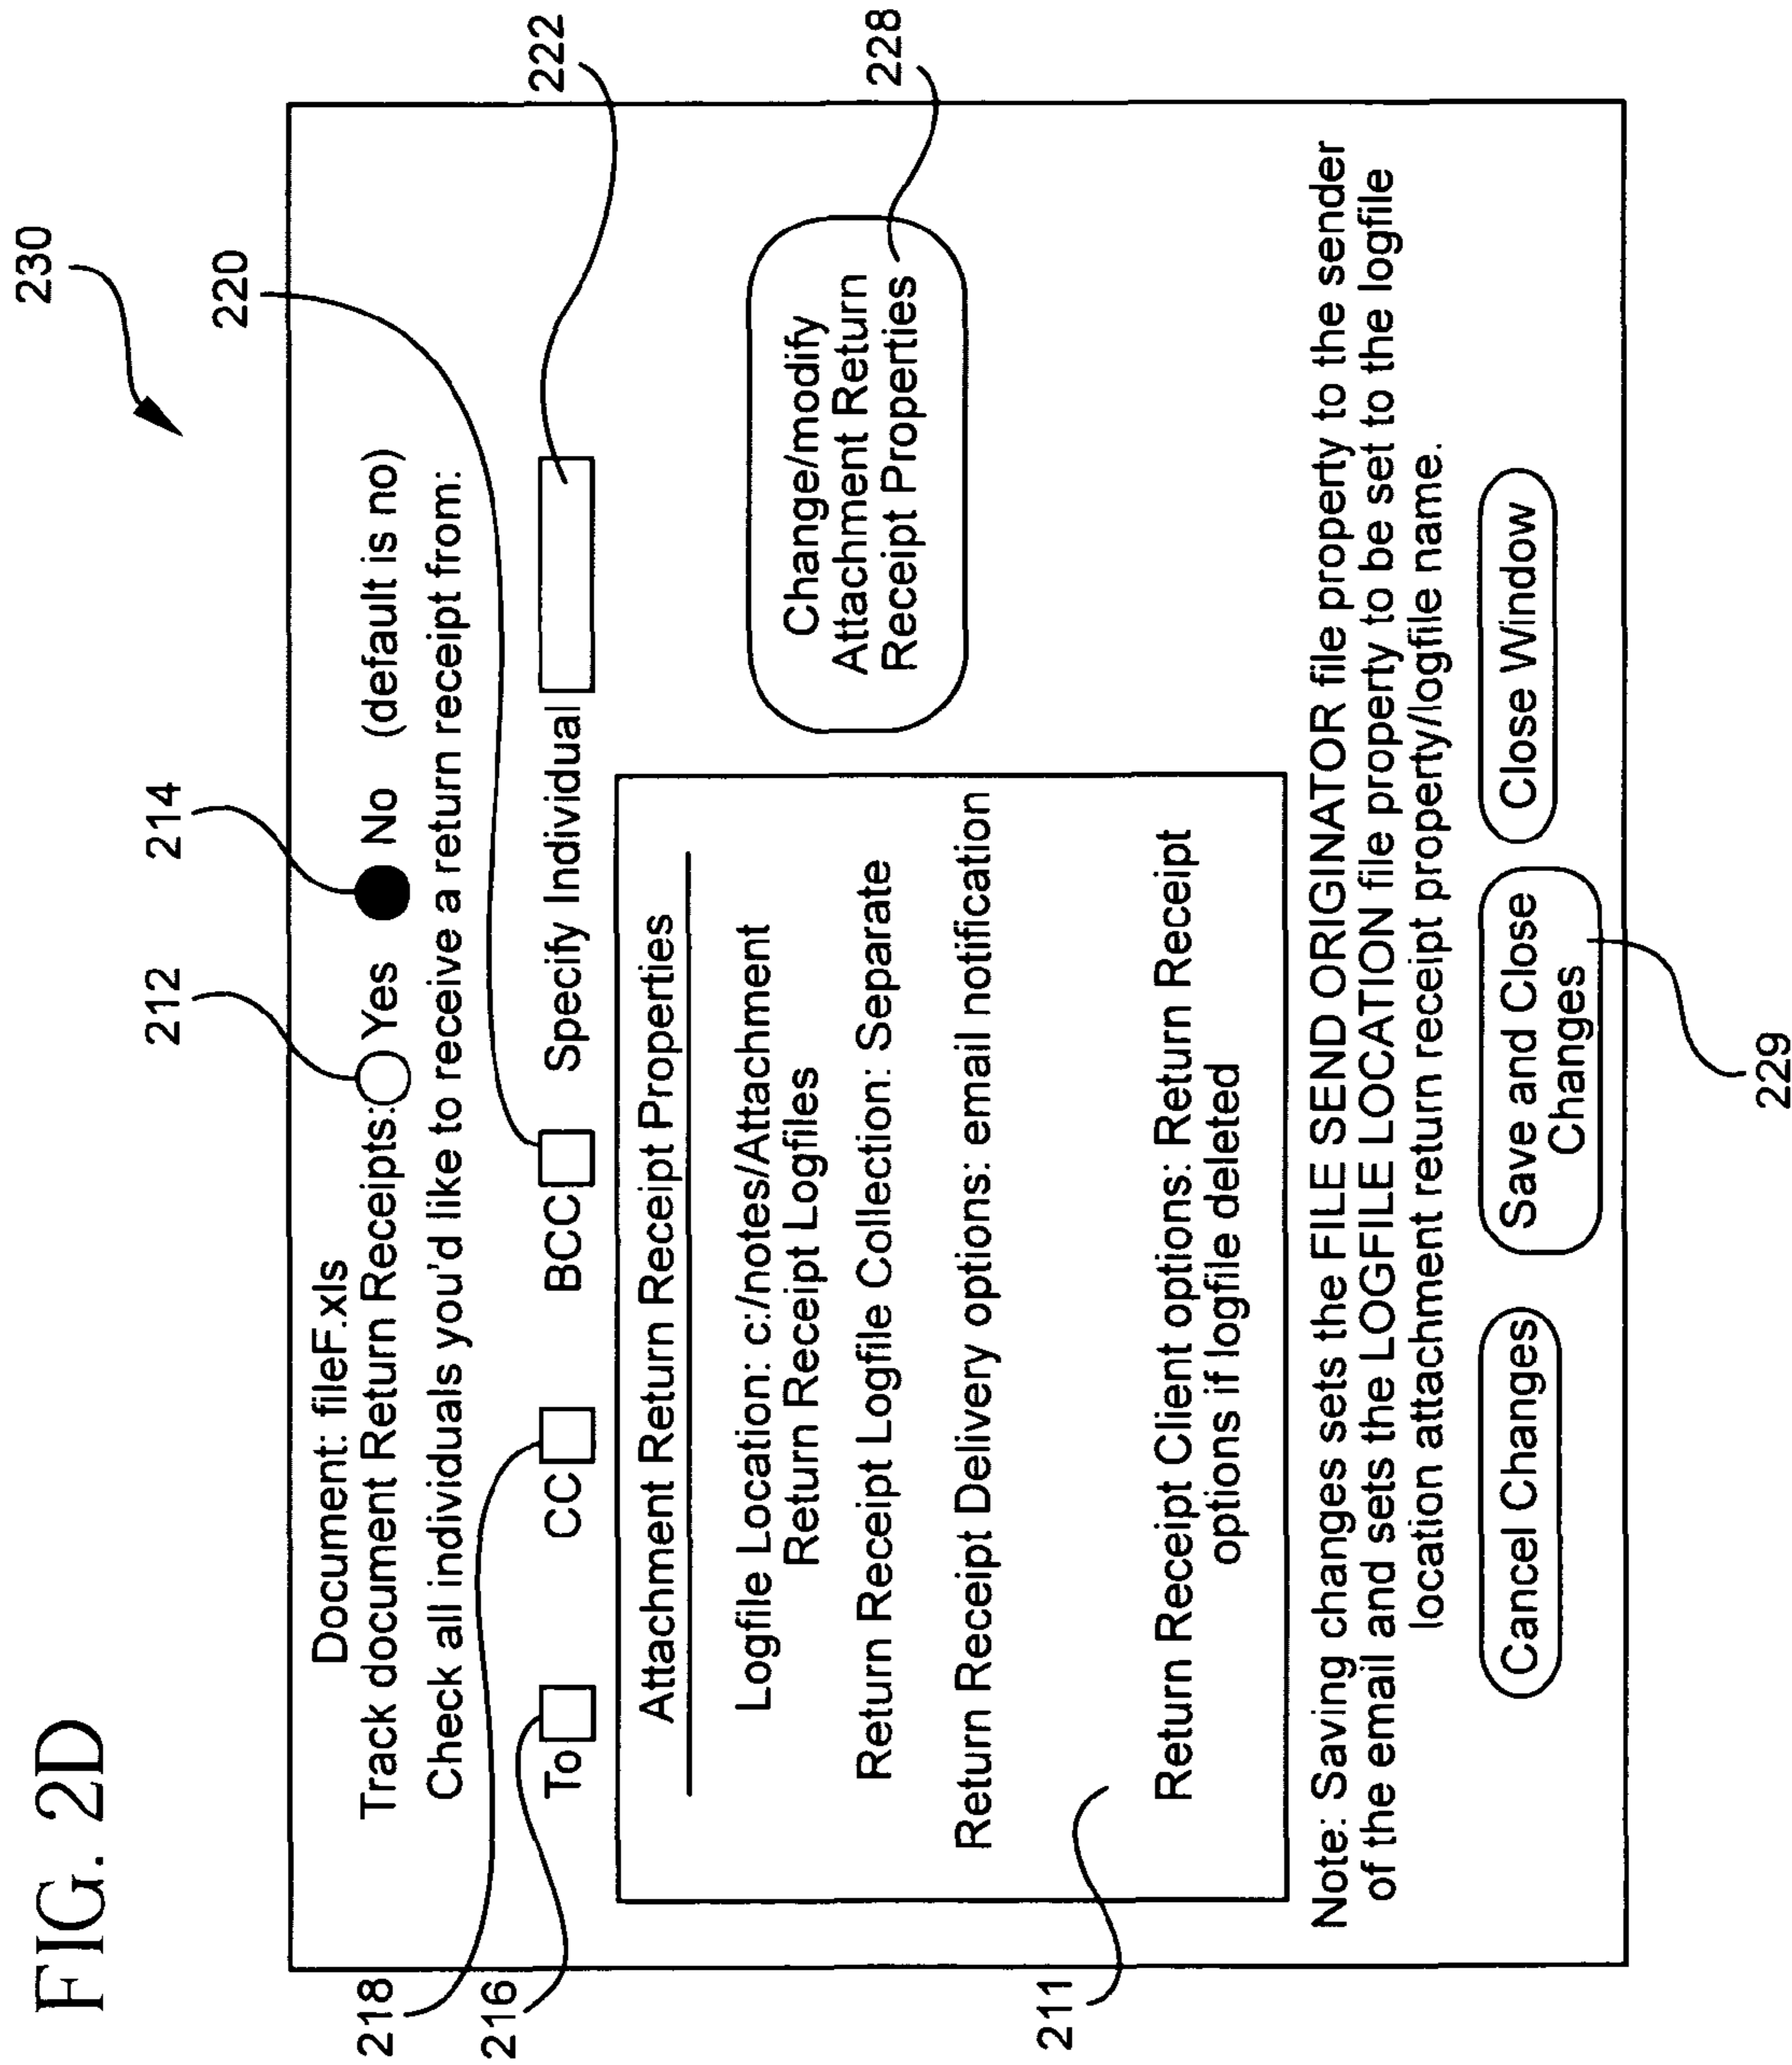 FIG. 2D
230
212
214
220
222
Document: fileF.xls
Track document Return Receipts: Yes No (default is no)
Check all individuals you'd like to receive a return receipt from:
218
216
To CC BCC Specify Individual
Attachment Return Receipt Properties
Logfile Location: c:/notes/Attachment
Return Receipt Logfiles
Return Receipt Logfile Collection: Separate
Return Receipt Delivery options: email notification
Return Receipt Client options: Return Receipt
options if logfile deleted
211
Change/modify
Attachment Return
Receipt Properties
228
Note: Saving changes sets the FILE SEND ORIGINATOR file property to the sender
of the email and sets the LOGFILE LOCATION file property to be set to the logfile
location attachment return receipt property/logfile name.
Cancel Changes
Save and Close
Changes
Close Window
229